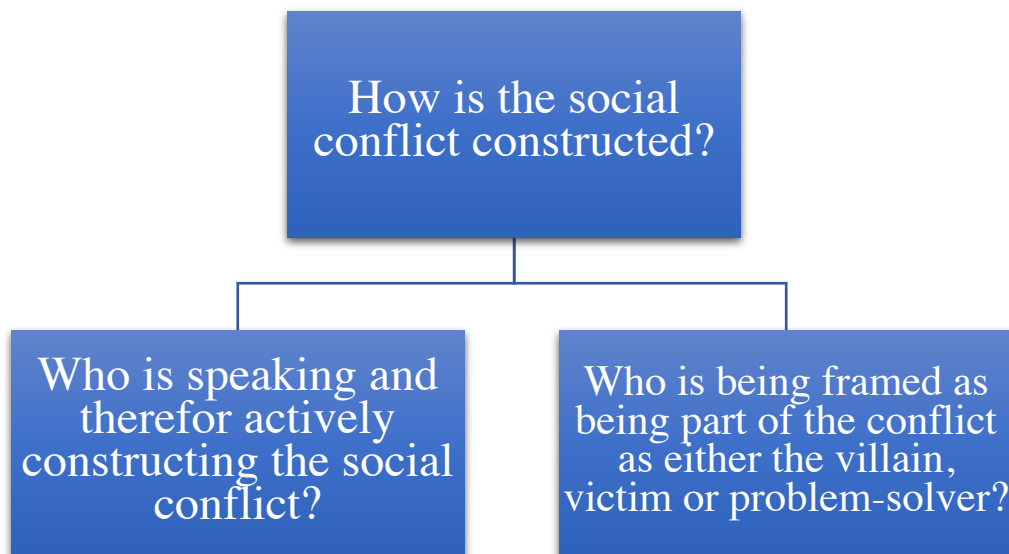 How is the social
conflict constructed?
Who is speaking and
therefor actively
constructing the social
conflict?
Who is being framed as
being part of the conflict
as either the villain,
victim or problem-solver?